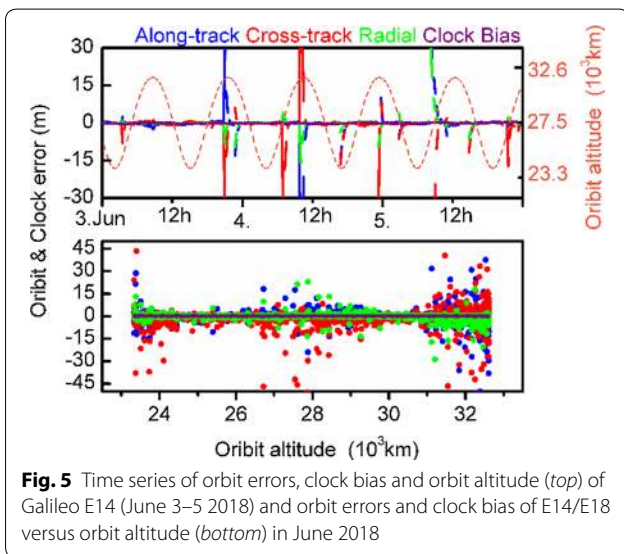 Along-track Cross-track Radial Clock Bias
30
15
0
-15
-30
32.6
27.5
23.3
Oribit altitude (10³km)
3.Jun 12h 4. 12h 5. 12h
Oribit & Clock error (m)
45
30
15
0
-15
-30
-45
24 26 28 30 32
Oribit altitude (10³km)
Fig. 5 Time series of orbit errors, clock bias and orbit altitude (top) of
Galileo E14 (June 3–5 2018) and orbit errors and clock bias of E14/E18
versus orbit altitude (bottom) in June 2018